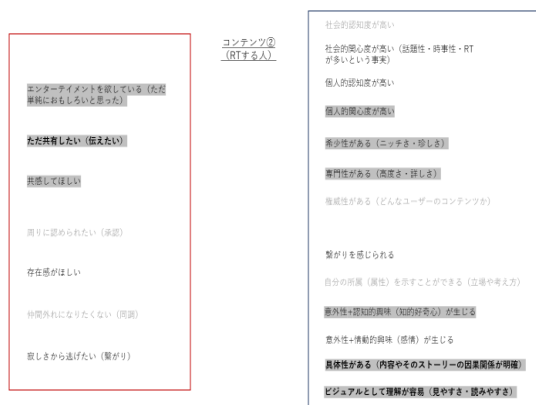 コンテンツ②
（RTする人）
エンターテイメントを欲している（ただ
単純におもしろいと思った）
ただ共有したい（伝えたい）
共感してほしい
周りに認められたい（承認）
存在感がほしい
仲間外れになりたくない（同調）
寂しさから逃げたい（繋がり）
社会的認知度が高い
社会的関心度が高い（話題性・時事性・RT
が多いという事実）
個人的認知度が高い
個人的関心度が高い
希少性がある（ニッチさ・珍しさ）
専門性がある（高度さ・詳しさ）
権威性がある（どんなユーザーのコンテンツか）
繋がりを感じられる
自分の所属（属性）を示すことができる（立場や考え方）
意外性+認知的興味（知的好奇心）が生じる
意外性+情動的興味（感情）が生じる
具体性がある（内容やそのストーリーの因果関係が明確）
ビジュアルとして理解が容易（見やすさ・読みやすさ）